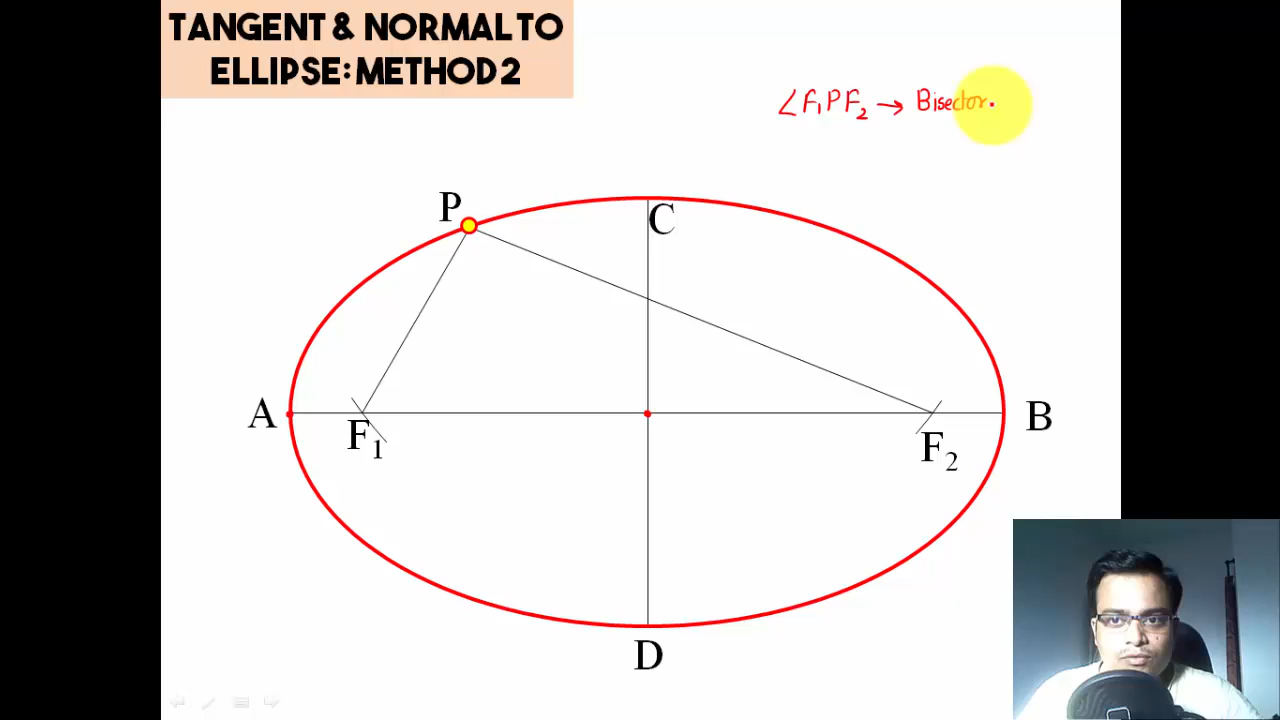 TANGENT & NORMAL TO
ELLIPSE: METHOD 2
∠F₁PF₂ → Bisector.
P
C
A
F₁
F₂
B
D